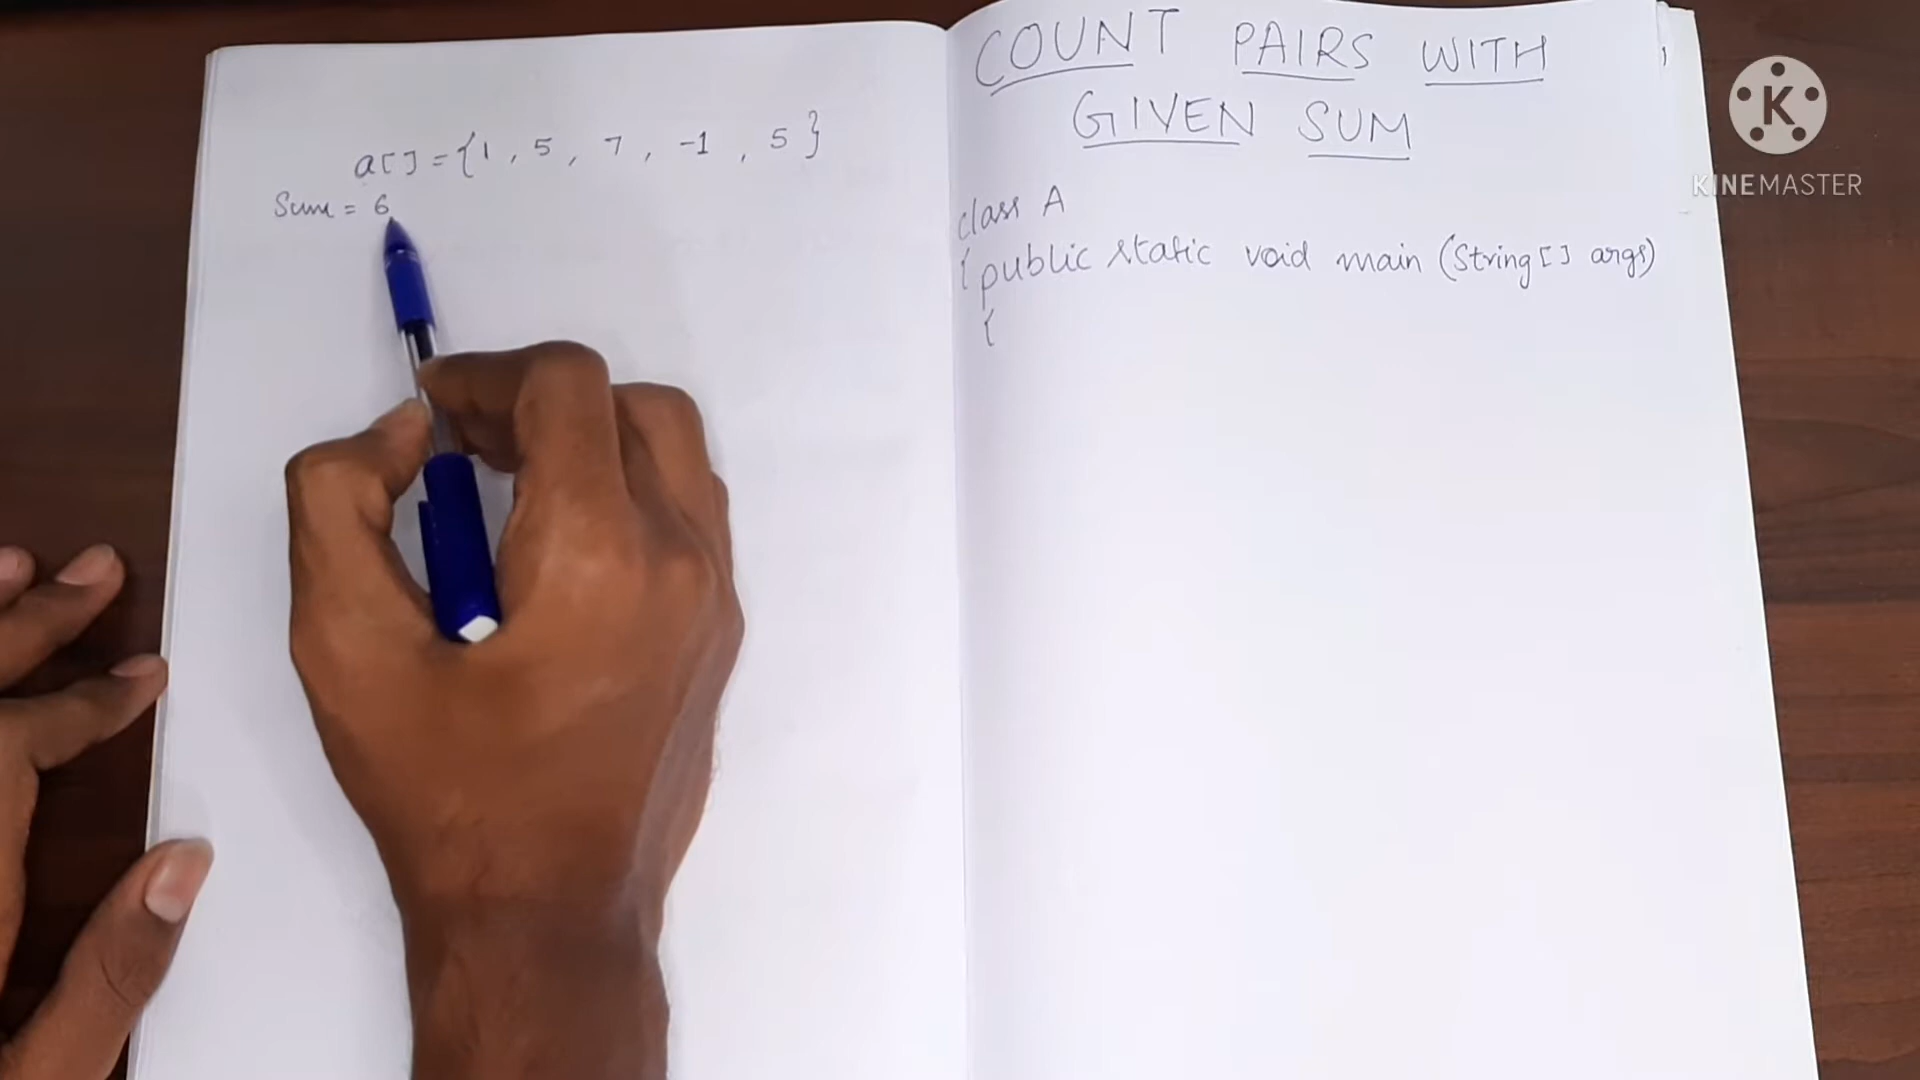 a[] = {1, 5, 7, -1, 5}
Sum = 6
COUNT PAIRS WITH
GIVEN SUM
class A
{ public static void main (String[] args)
{
K
KINEMASTER